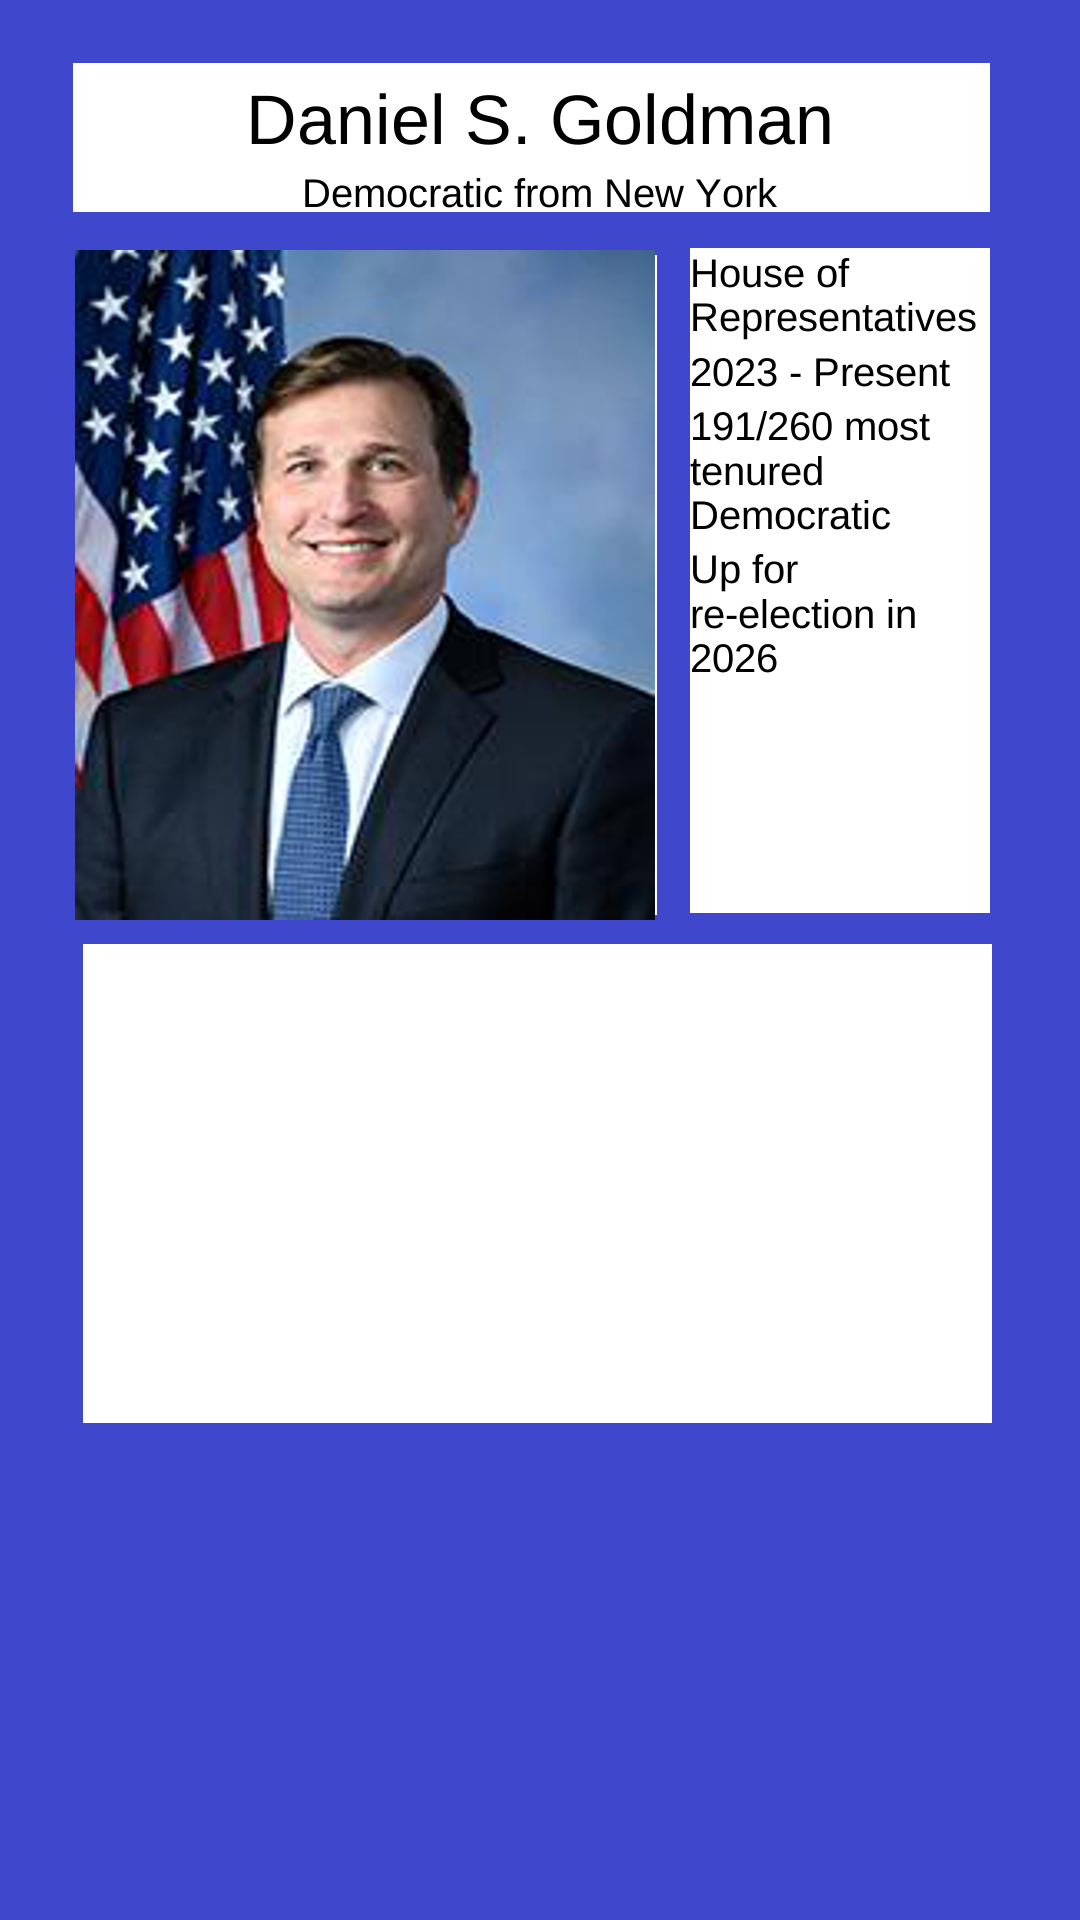 Daniel S. Goldman
Democratic from New York
House of
Representatives
2023 - Present
191/260 most
tenured
Democratic
Up for
re-election in
2026